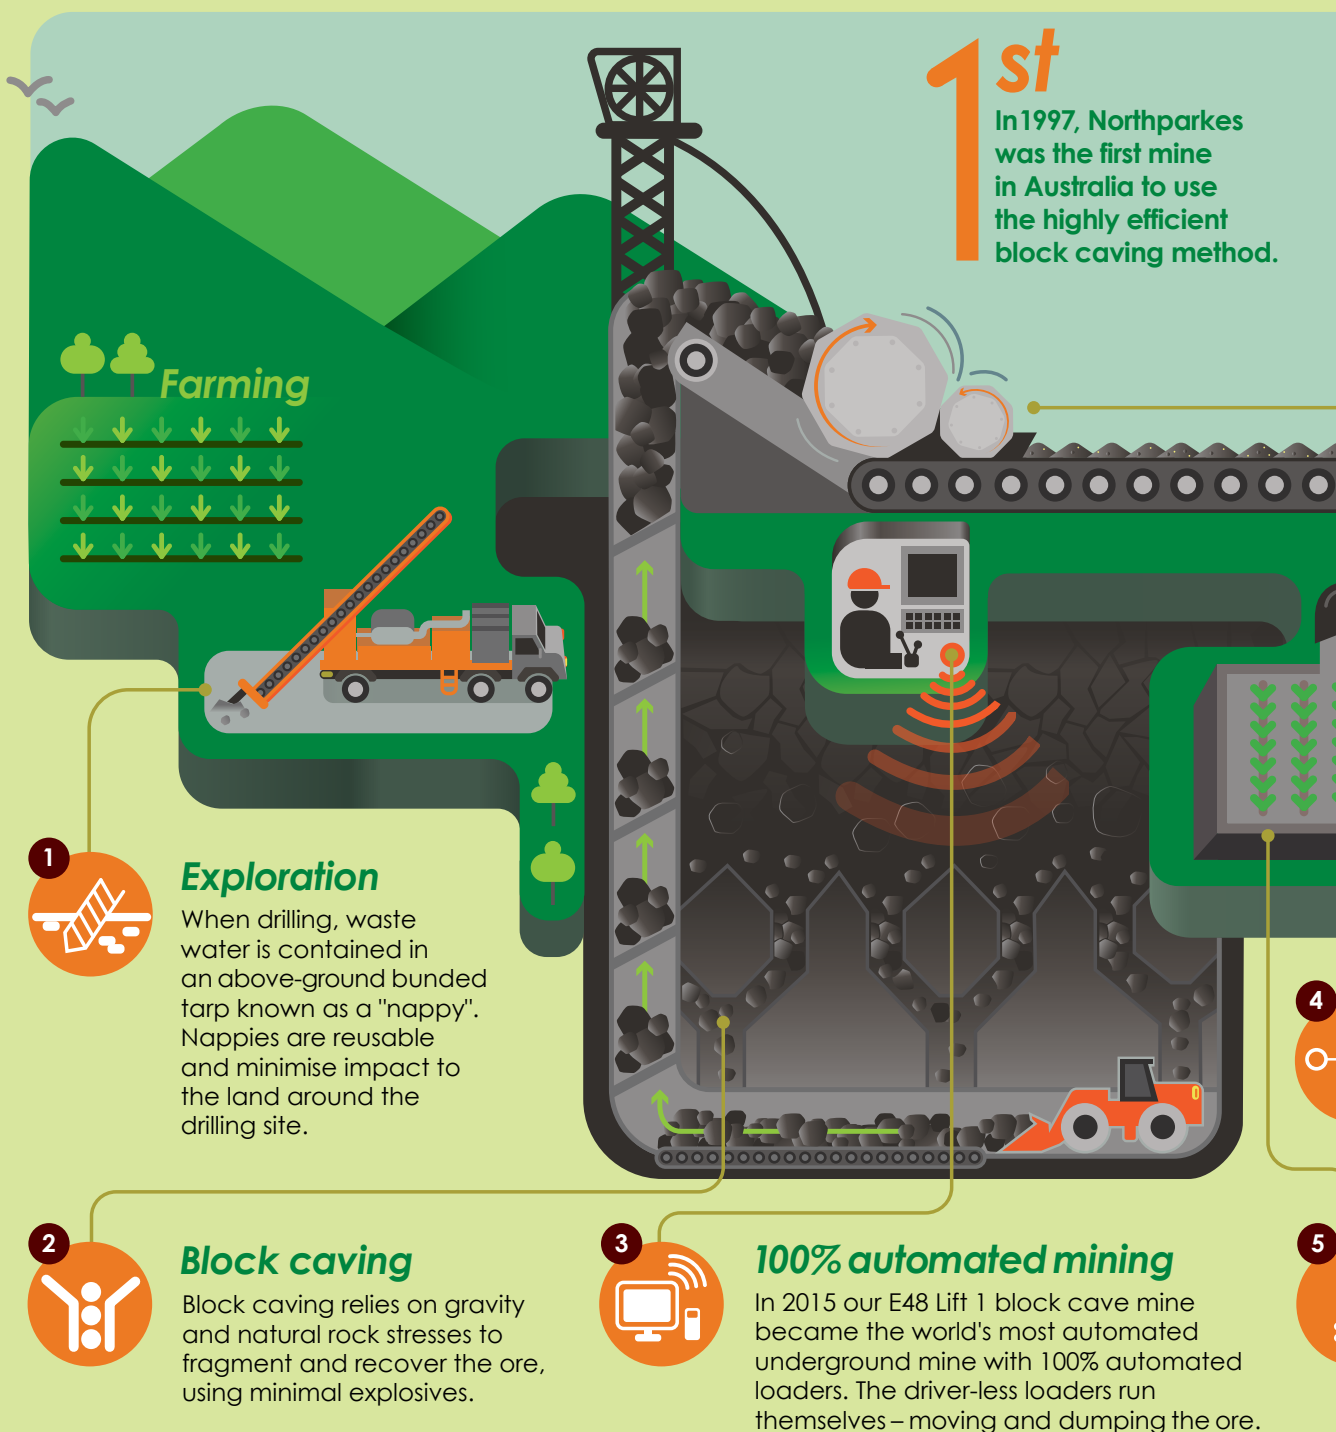 1st
In 1997, Northparkes
was the first mine
in Australia to use
the highly efficient
block caving method.
Farming
1
Exploration
When drilling, waste
water is contained in
an above-ground bunded
tarp known as a "nappy".
Nappies are reusable
and minimise impact to
the land around the
drilling site.
2
Block caving
Block caving relies on gravity
and natural rock stresses to
fragment and recover the ore,
using minimal explosives.
3
100% automated mining
In 2015 our E48 Lift 1 block cave mine
became the world's most automated
underground mine with 100% automated
loaders. The driver-less loaders run
themselves – moving and dumping the ore.
4
5